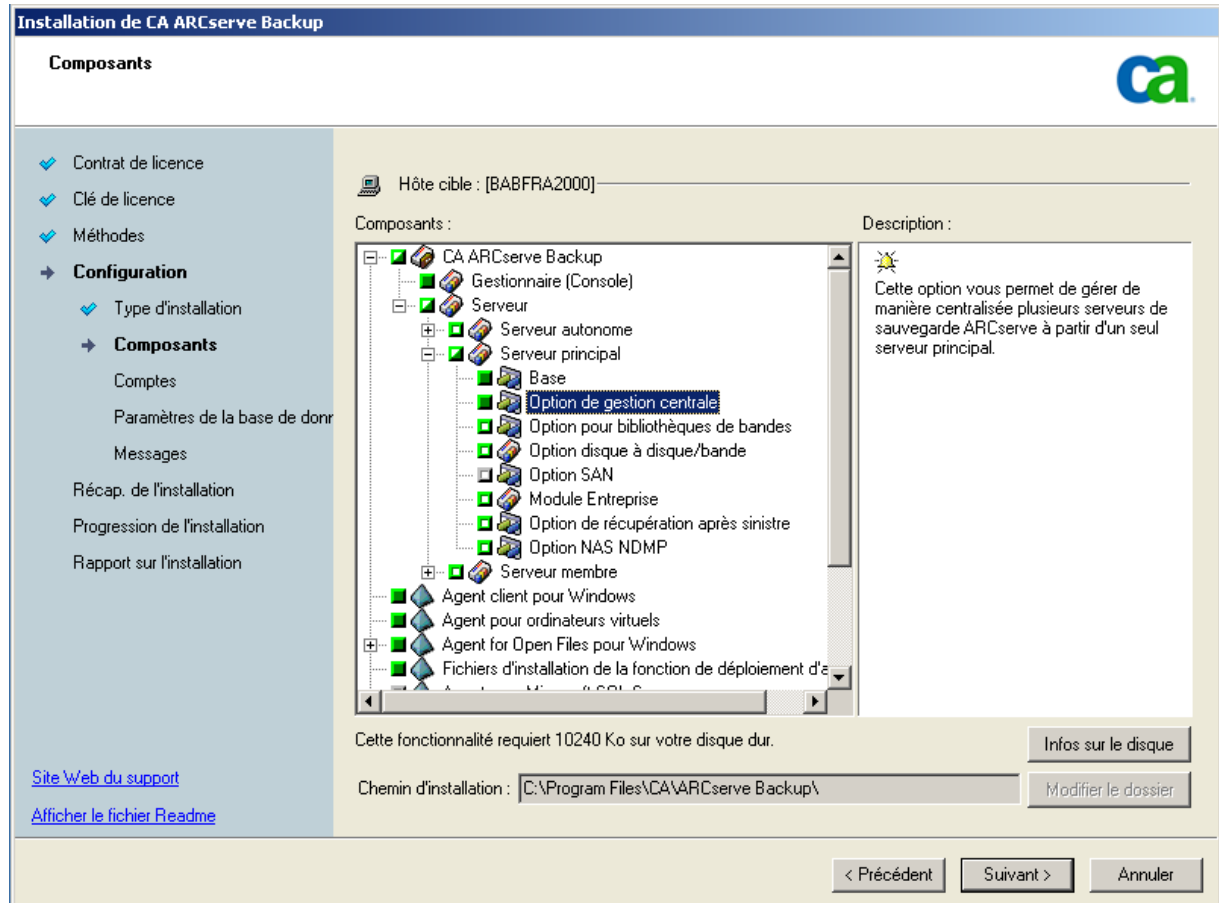 Installation de CA ARCserve Backup
Composants
ca
Contrat de licence
Clé de licence
Méthodes
Configuration
Type d'installation
Composants
Comptes
Paramètres de la base de donr
Messages
Récap. de l'installation
Progression de l'installation
Rapport sur l'installation
Site Web du support
Afficher le fichier Readme
Hôte cible : [BABFRA2000]
Composants :
CA ARCserve Backup
Gestionnaire (Console)
Serveur
Serveur autonome
Serveur principal
Base
Option de gestion centrale
Option pour bibliothèques de bandes
Option disque à disque/bande
Option SAN
Module Entreprise
Option de récupération après sinistre
Option NAS NDMP
Serveur membre
Agent client pour Windows
Agent pour ordinateurs virtuels
Agent for Open Files pour Windows
Fichiers d'installation de la fonction de déploiement d'a
Description :
Cette option vous permet de gérer de
manière centralisée plusieurs serveurs de
sauvegarde ARCserve à partir d'un seul
serveur principal.
Cette fonctionnalité requiert 10240 Ko sur votre disque dur.
Infos sur le disque
Chemin d'installation : C:\Program Files\CA\ARCserve Backup\
Modifier le dossier
< Précédent
Suivant >
Annuler